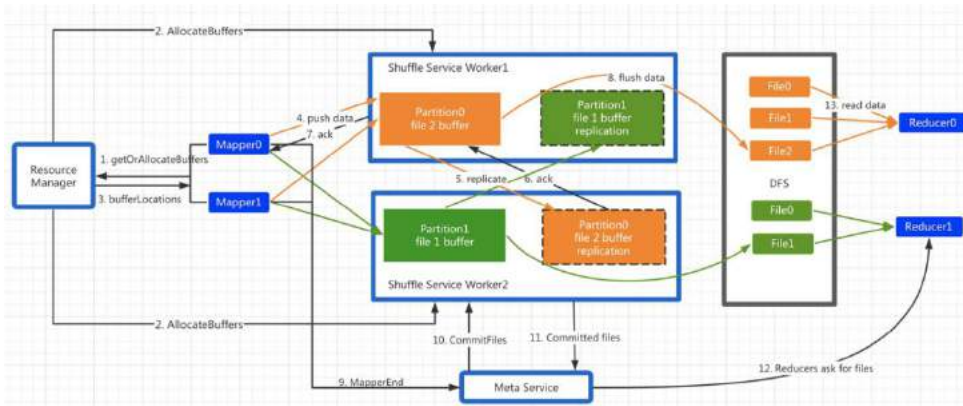 2. AllocateBuffers
Shuffle Service Worker1
8. flush data
File0
Partition0
file 2 buffer
Partition1
file 1 buffer
replication
4. push data
7. ack
13. read data
File1
Reducer0
Mapper0
File2
1. getOrAllocateBuffers
Resource
Manager
3. bufferLocations
5. replicate
6. ack
DFS
Mapper1
Partition1
file 1 buffer
Partition0
file 2 buffer
replication
File0
Reducer1
File1
Shuffle Service Worker2
2. AllocateBuffers
10. CommitFiles
11. Committed files
12. Reducers ask for files
9. MapperEnd
Meta Service